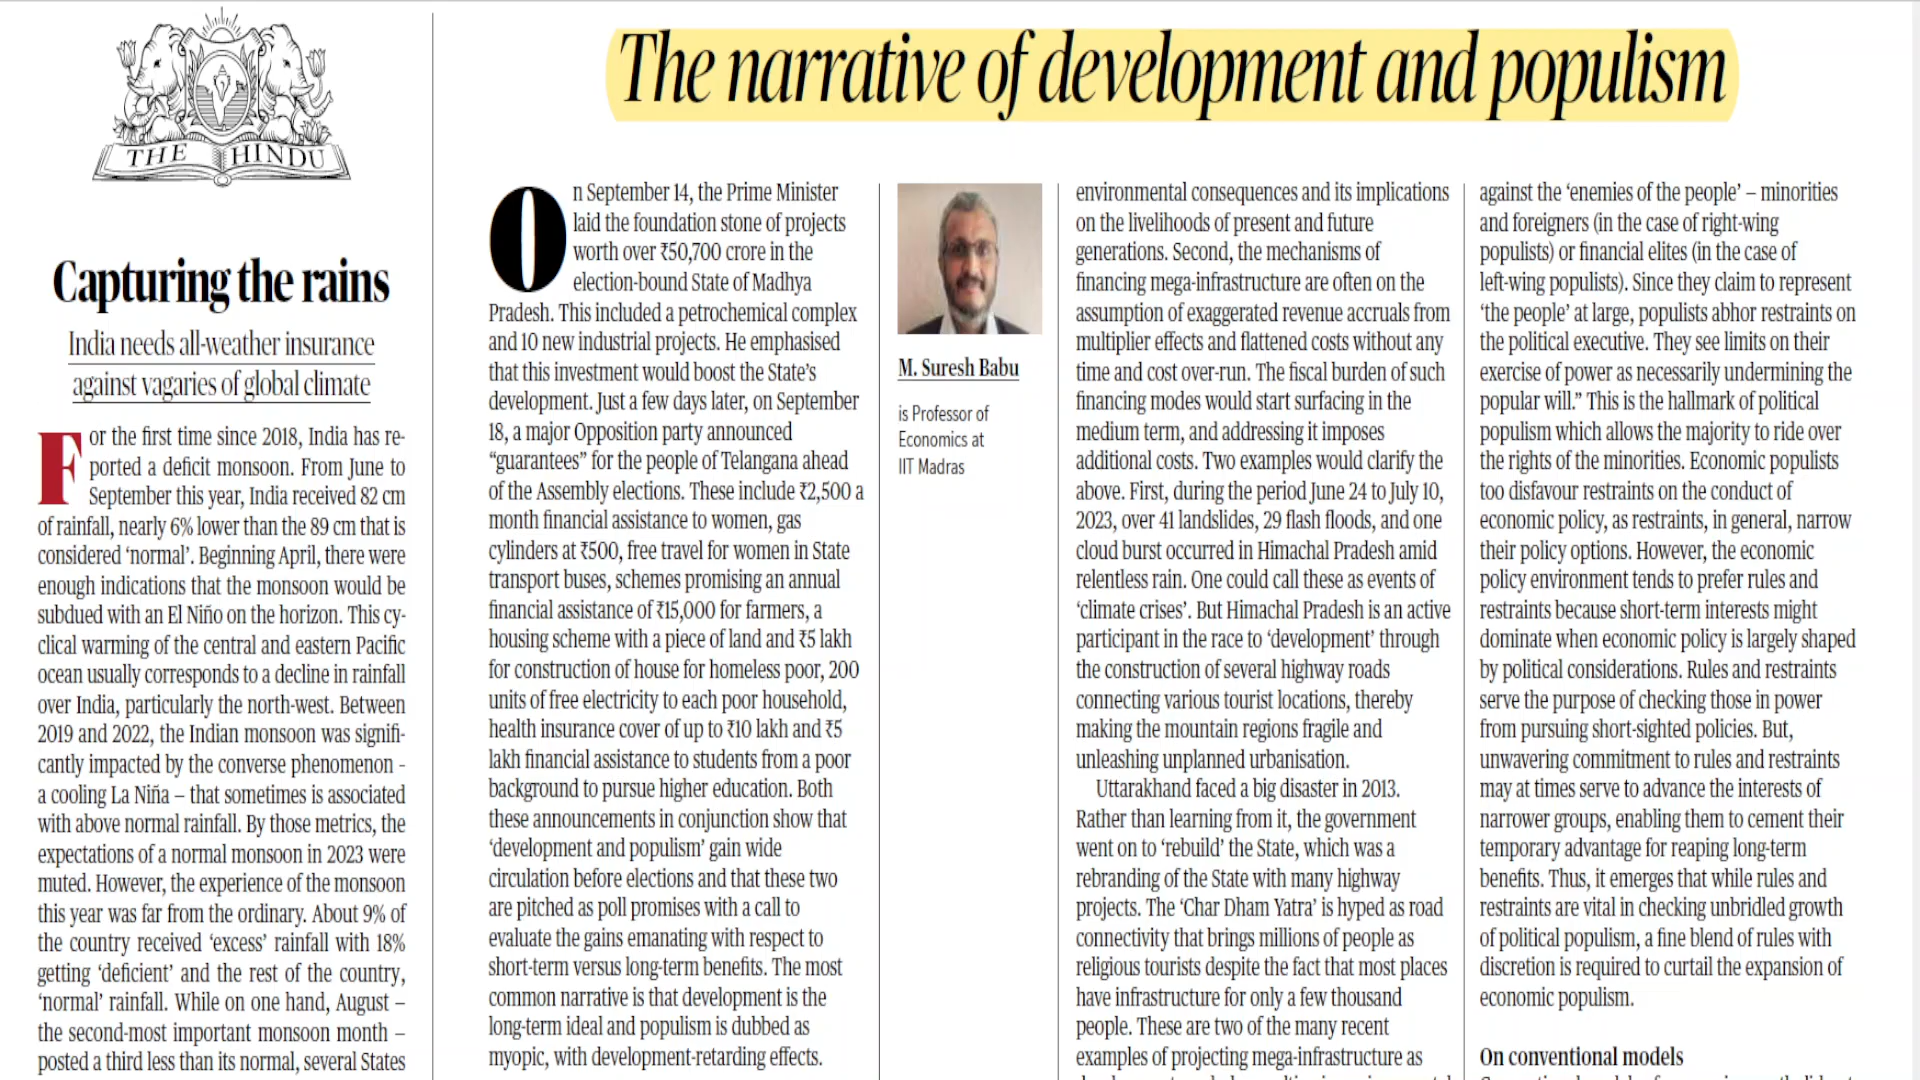 THE HINDU
Capturing the rains
India needs all-weather insurance
against vagaries of global climate
For the first time since 2018, India has re-
ported a deficit monsoon. From June to
September this year, India received 82 cm
of rainfall, nearly 6% lower than the 89 cm that is
considered ‘normal’. Beginning April, there were
enough indications that the monsoon would be
subdued with an El Niño on the horizon. This cy-
clical warming of the central and eastern Pacific
ocean usually corresponds to a decline in rainfall
over India, particularly the north-west. Between
2019 and 2022, the Indian monsoon was signifi-
cantly impacted by the converse phenomenon -
a cooling La Niña – that sometimes is associated
with above normal rainfall. By those metrics, the
expectations of a normal monsoon in 2023 were
muted. However, the experience of the monsoon
this year was far from the ordinary. About 9% of
the country received ‘excess’ rainfall with 18%
getting ‘deficient’ and the rest of the country,
‘normal’ rainfall. While on one hand, August –
the second-most important monsoon month –
posted a third less than its normal, several States
The narrative of development and populism
On September 14, the Prime Minister
laid the foundation stone of projects
worth over ₹50,700 crore in the
election-bound State of Madhya
Pradesh. This included a petrochemical complex
and 10 new industrial projects. He emphasised
that this investment would boost the State’s
development. Just a few days later, on September
18, a major Opposition party announced
“guarantees” for the people of Telangana ahead
of the Assembly elections. These include ₹2,500 a
month financial assistance to women, gas
cylinders at ₹500, free travel for women in State
transport buses, schemes promising an annual
financial assistance of ₹15,000 for farmers, a
housing scheme with a piece of land and ₹5 lakh
for construction of house for homeless poor, 200
units of free electricity to each poor household,
health insurance cover of up to ₹10 lakh and ₹5
lakh financial assistance to students from a poor
background to pursue higher education. Both
these announcements in conjunction show that
‘development and populism’ gain wide
circulation before elections and that these two
are pitched as poll promises with a call to
evaluate the gains emanating with respect to
short-term versus long-term benefits. The most
common narrative is that development is the
long-term ideal and populism is dubbed as
myopic, with development-retarding effects.
M. Suresh Babu
is Professor of
Economics at
IIT Madras
environmental consequences and its implications
on the livelihoods of present and future
generations. Second, the mechanisms of
financing mega-infrastructure are often on the
assumption of exaggerated revenue accruals from
multiplier effects and flattened costs without any
time and cost over-run. The fiscal burden of such
financing modes would start surfacing in the
medium term, and addressing it imposes
additional costs. Two examples would clarify the
above. First, during the period June 24 to July 10,
2023, over 41 landslides, 29 flash floods, and one
cloud burst occurred in Himachal Pradesh amid
relentless rain. One could call these as events of
‘climate crises’. But Himachal Pradesh is an active
participant in the race to ‘development’ through
the construction of several highway roads
connecting various tourist locations, thereby
making the mountain regions fragile and
unleashing unplanned urbanisation.
Uttarakhand faced a big disaster in 2013.
Rather than learning from it, the government
went on to ‘rebuild’ the State, which was a
rebranding of the State with many highway
projects. The ‘Char Dham Yatra’ is hyped as road
connectivity that brings millions of people as
religious tourists despite the fact that most places
have infrastructure for only a few thousand
people. These are two of the many recent
examples of projecting mega-infrastructure as
against the ‘enemies of the people’ – minorities
and foreigners (in the case of right-wing
populists) or financial elites (in the case of
left-wing populists). Since they claim to represent
‘the people’ at large, populists abhor restraints on
the political executive. They see limits on their
exercise of power as necessarily undermining the
popular will.” This is the hallmark of political
populism which allows the majority to ride over
the rights of the minorities. Economic populists
too disfavour restraints on the conduct of
economic policy, as restraints, in general, narrow
their policy options. However, the economic
policy environment tends to prefer rules and
restraints because short-term interests might
dominate when economic policy is largely shaped
by political considerations. Rules and restraints
serve the purpose of checking those in power
from pursuing short-sighted policies. But,
unwavering commitment to rules and restraints
may at times serve to advance the interests of
narrower groups, enabling them to cement their
temporary advantage for reaping long-term
benefits. Thus, it emerges that while rules and
restraints are vital in checking unbridled growth
of political populism, a fine blend of rules with
discretion is required to curtail the expansion of
economic populism.
On conventional models